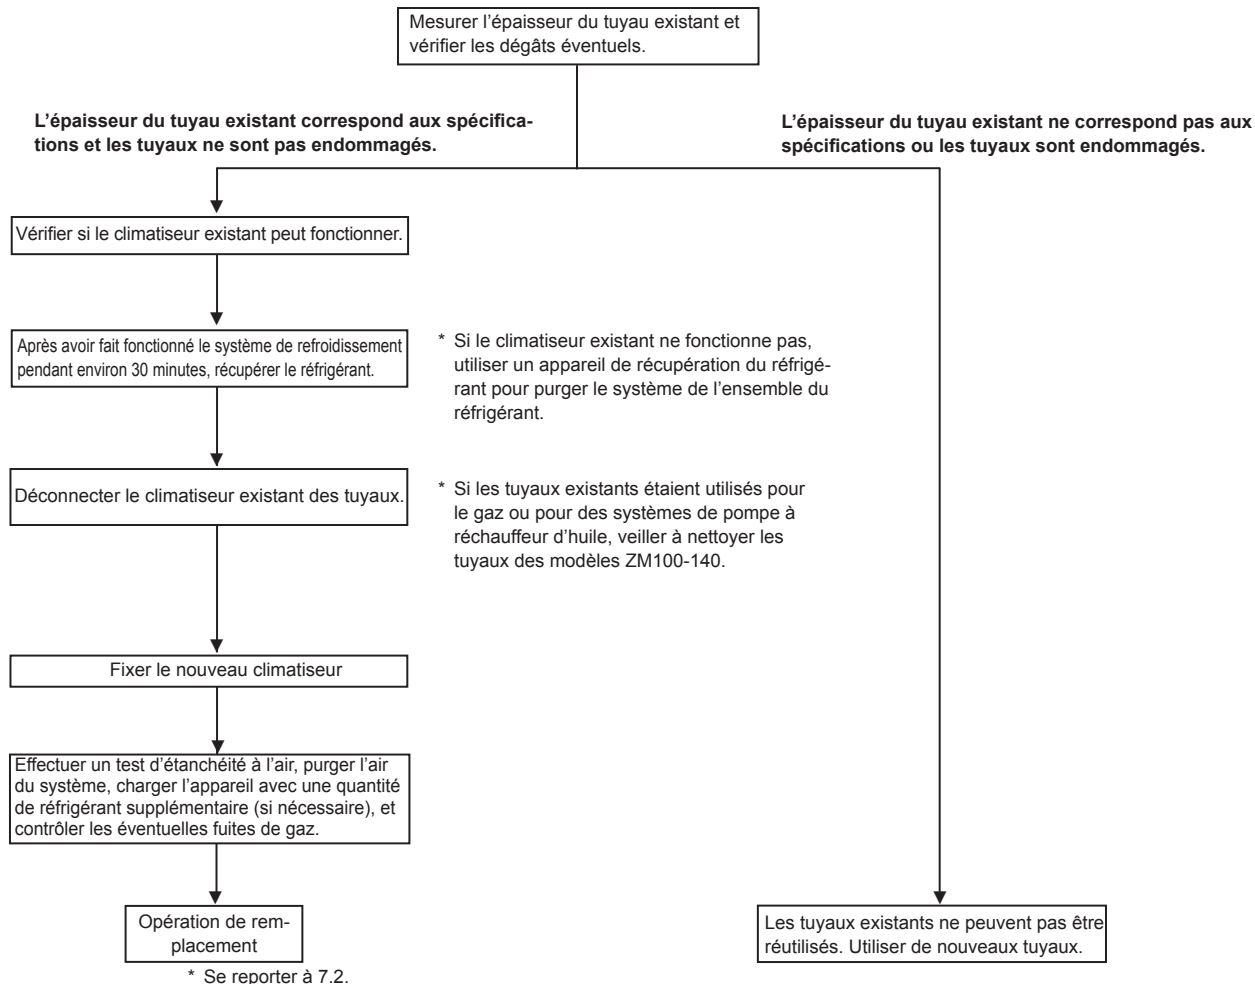 Mesurer l’épaisseur du tuyau existant et
vérifier les dégâts éventuels.
L’épaisseur du tuyau existant correspond aux spécifica-
tions et les tuyaux ne sont pas endommagés.
L’épaisseur du tuyau existant ne correspond pas aux
spécifications ou les tuyaux sont endommagés.
Vérifier si le climatiseur existant peut fonctionner.
Après avoir fait fonctionné le système de refroidissement
pendant environ 30 minutes, récupérer le réfrigérant.
* Si le climatiseur existant ne fonctionne pas,
utiliser un appareil de récupération du réfrigé-
rant pour purger le système de l’ensemble du
réfrigérant.
Déconnecter le climatiseur existant des tuyaux.
* Si les tuyaux existants étaient utilisés pour
le gaz ou pour des systèmes de pompe à
réchauffeur d’huile, veiller à nettoyer les
tuyaux des modèles ZM100-140.
Fixer le nouveau climatiseur
Effectuer un test d’étanchéité à l’air, purger l’air
du système, charger l’appareil avec une quantité
de réfrigérant supplémentaire (si nécessaire), et
contrôler les éventuelles fuites de gaz.
Opération de rem-
placement
* Se reporter à 7.2.
Les tuyaux existants ne peuvent pas être
réutilisés. Utiliser de nouveaux tuyaux.